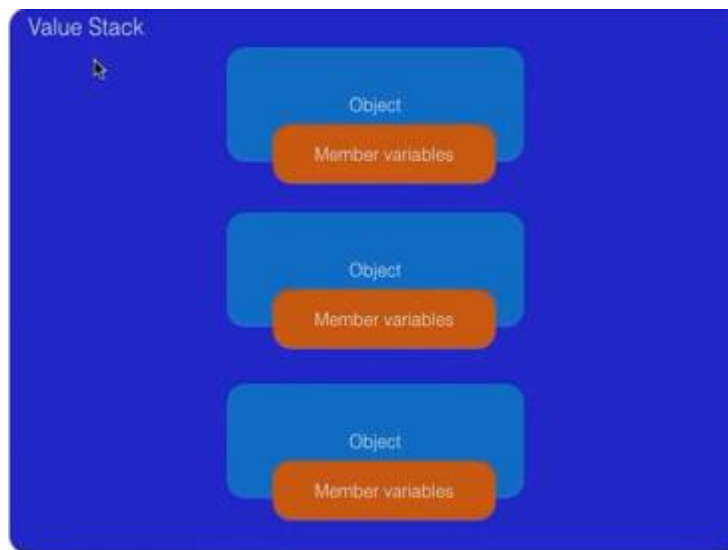 Value Stack
Object
Member variables
Object
Member variables
Object
Member variables